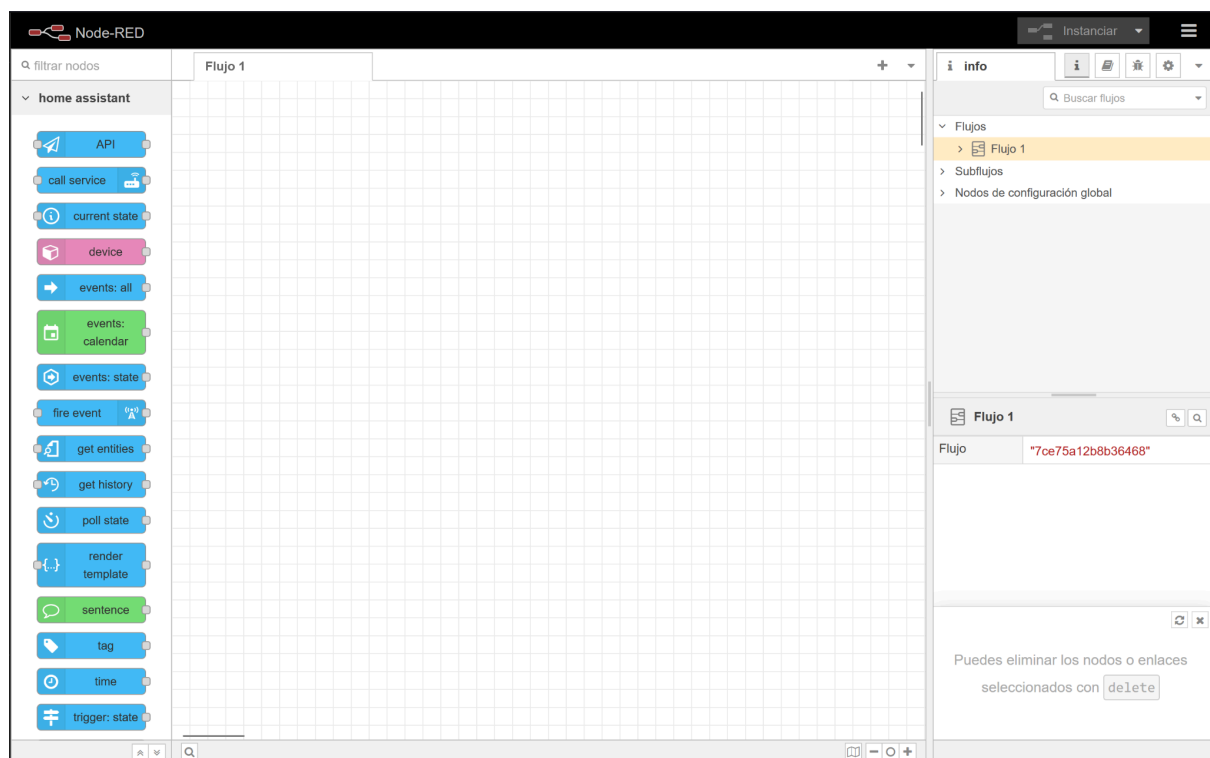 Node-RED
Instanciar
filtrar nodos
Flujo 1
i info
i
Buscar flujos
home assistant
API
call service
current state
device
events: all
events:
calendar
events: state
fire event
get entities
get history
poll state
{...}
render
template
sentence
tag
time
trigger: state
Flujos
Flujo 1
Subflujos
Nodos de configuración global
Flujo 1
Flujo
"7ce75a12b8b36468"
Puedes eliminar los nodos o enlaces
seleccionados con delete